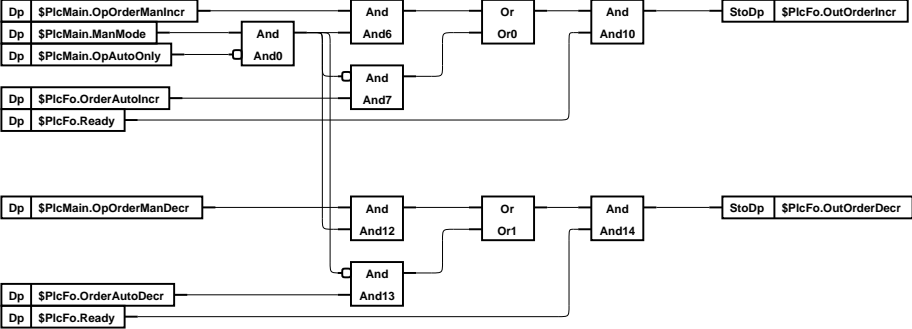 Dp $PlcMain.OpOrderManIncr And Or And StoDp $PlcFo.OutOrderIncr
Dp $PlcMain.ManMode And And6 Or0 And10
Dp $PlcMain.OpAutoOnly And0
And
Dp $PlcFo.OrderAutoIncr And7
Dp $PlcFo.Ready
Dp $PlcMain.OpOrderManDecr And Or And StoDp $PlcFo.OutOrderDecr
And12 Or1 And14
And
Dp $PlcFo.OrderAutoDecr And13
Dp $PlcFo.Ready